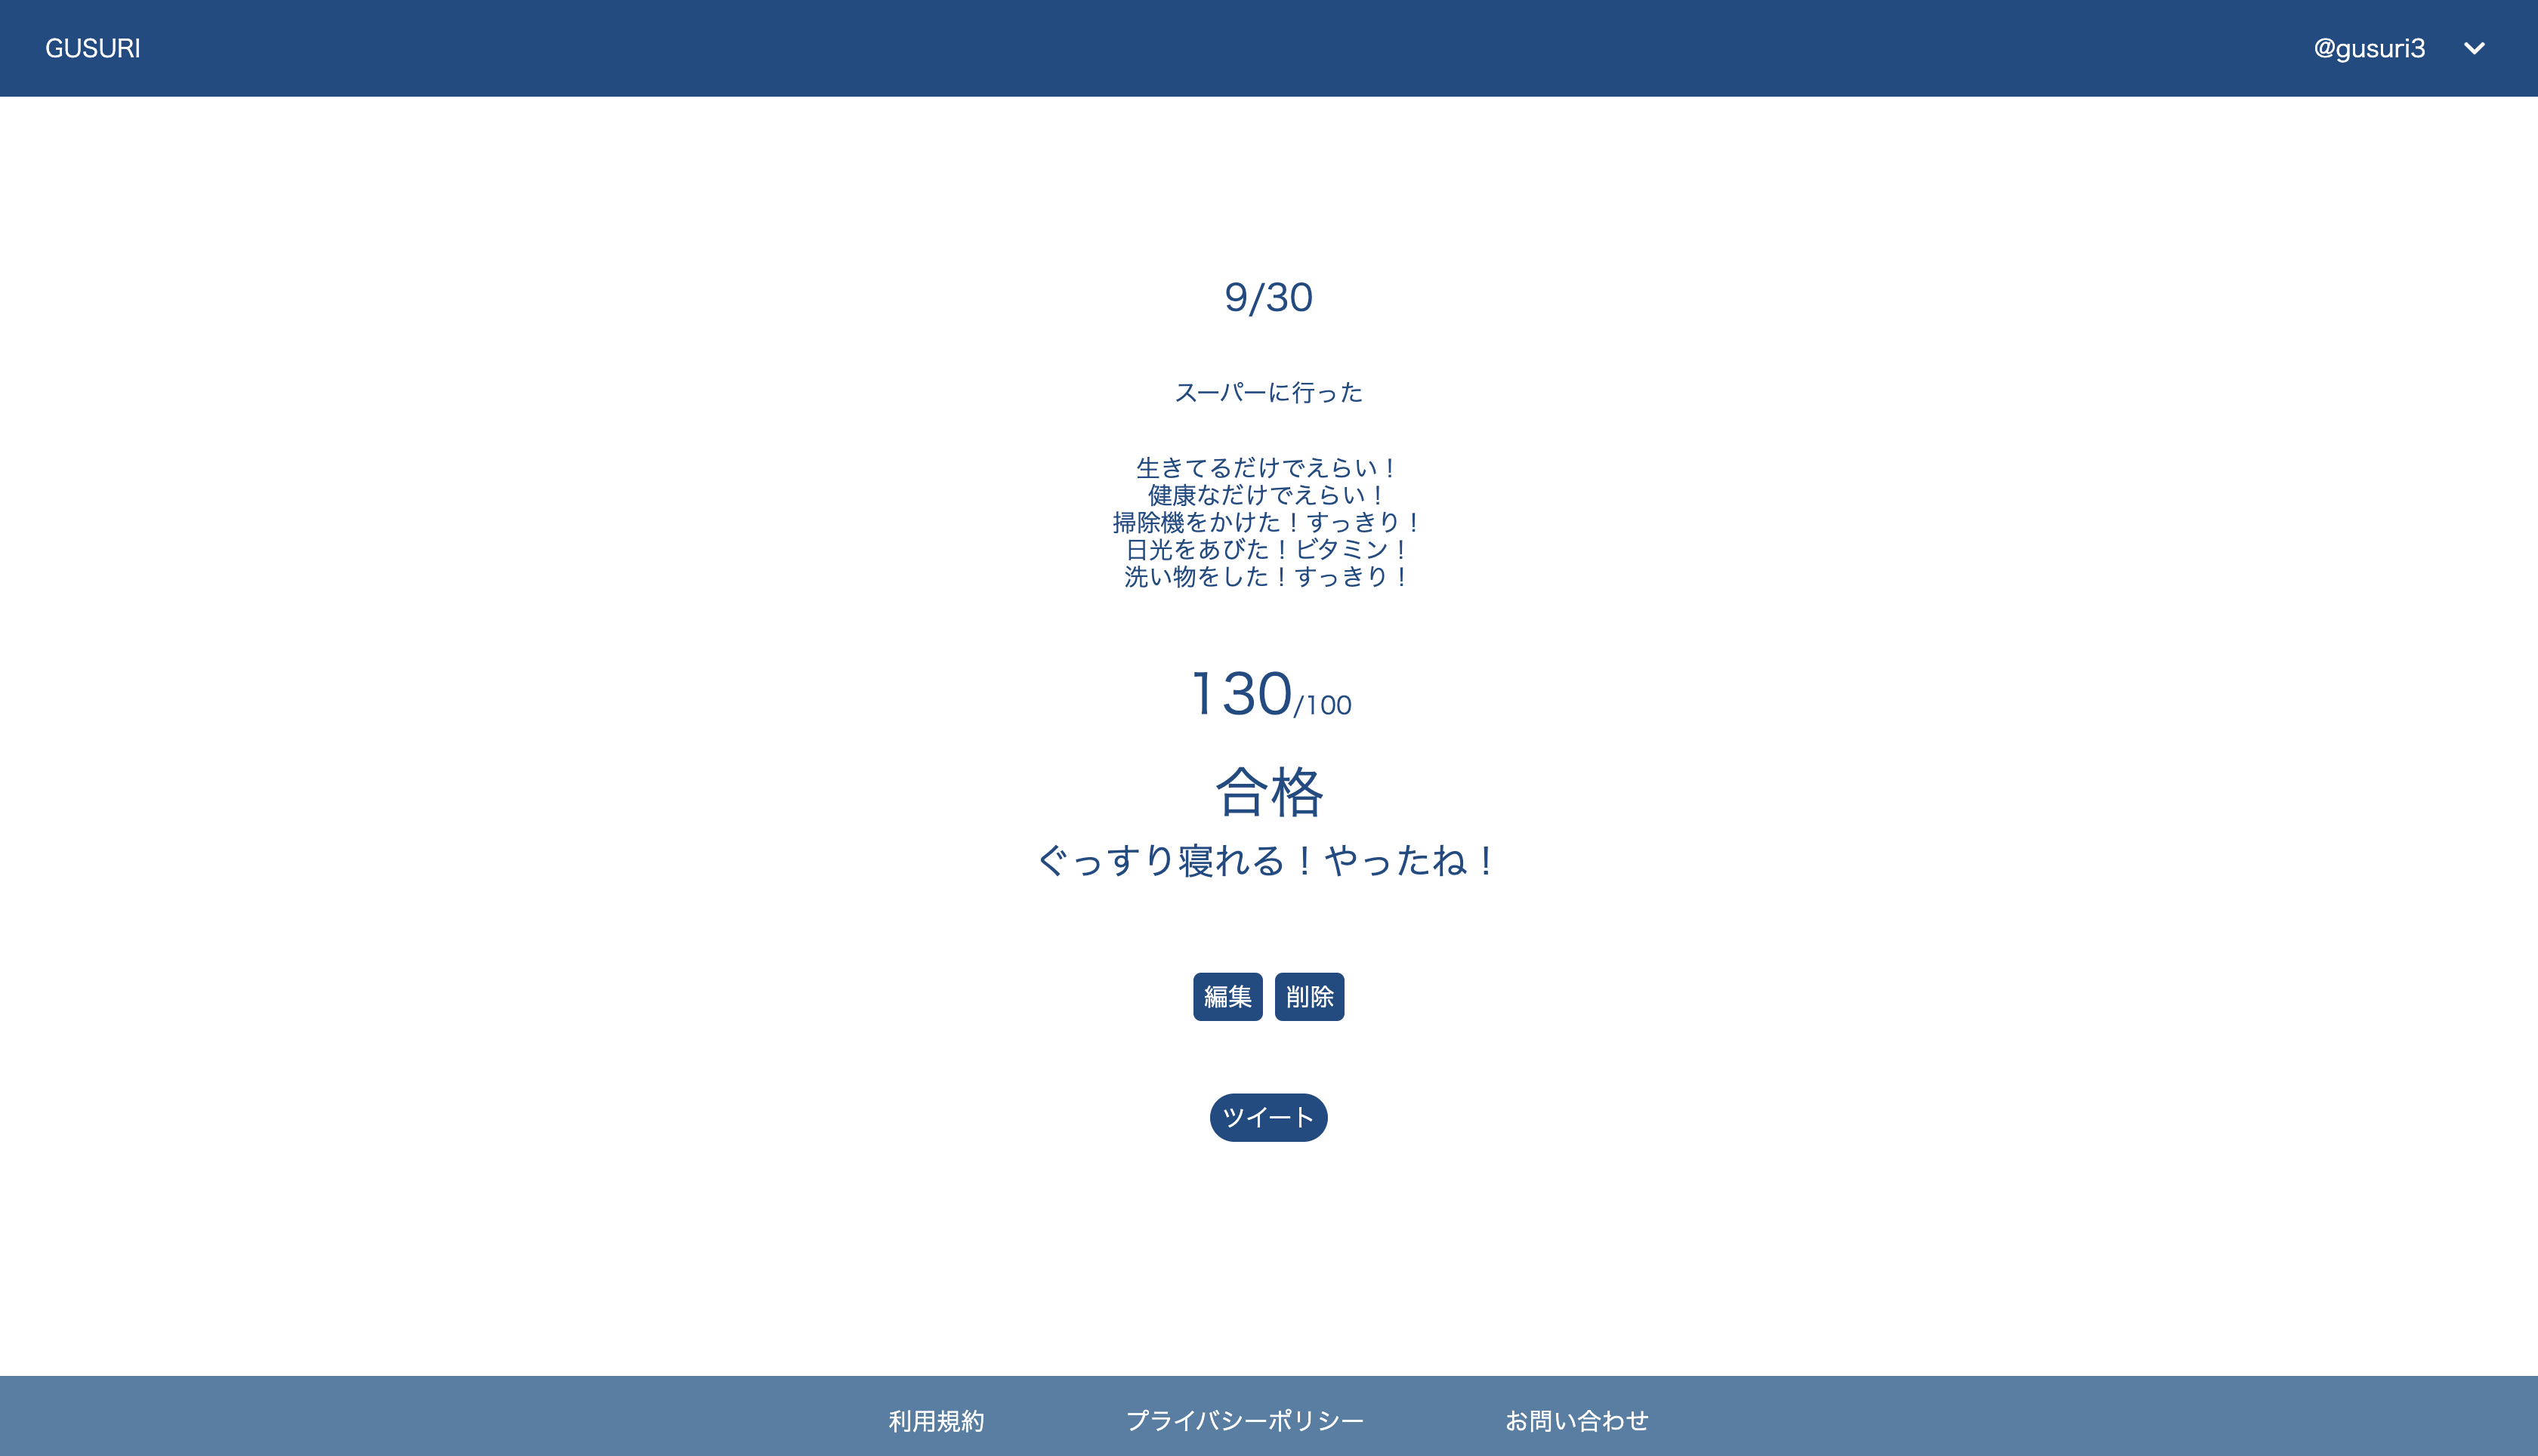 GUSURI
@gusuri3
9/30
スーパーに行った
生きてるだけでえらい！
健康なだけでえらい！
掃除機をかけた！すっきり！
日光をあびた！ビタミン！
洗い物をした！すっきり！
130/100
合格
ぐっすり寝れる！やったね！
編集 削除
ツイート
利用規約 プライバシーポリシー お問い合わせ